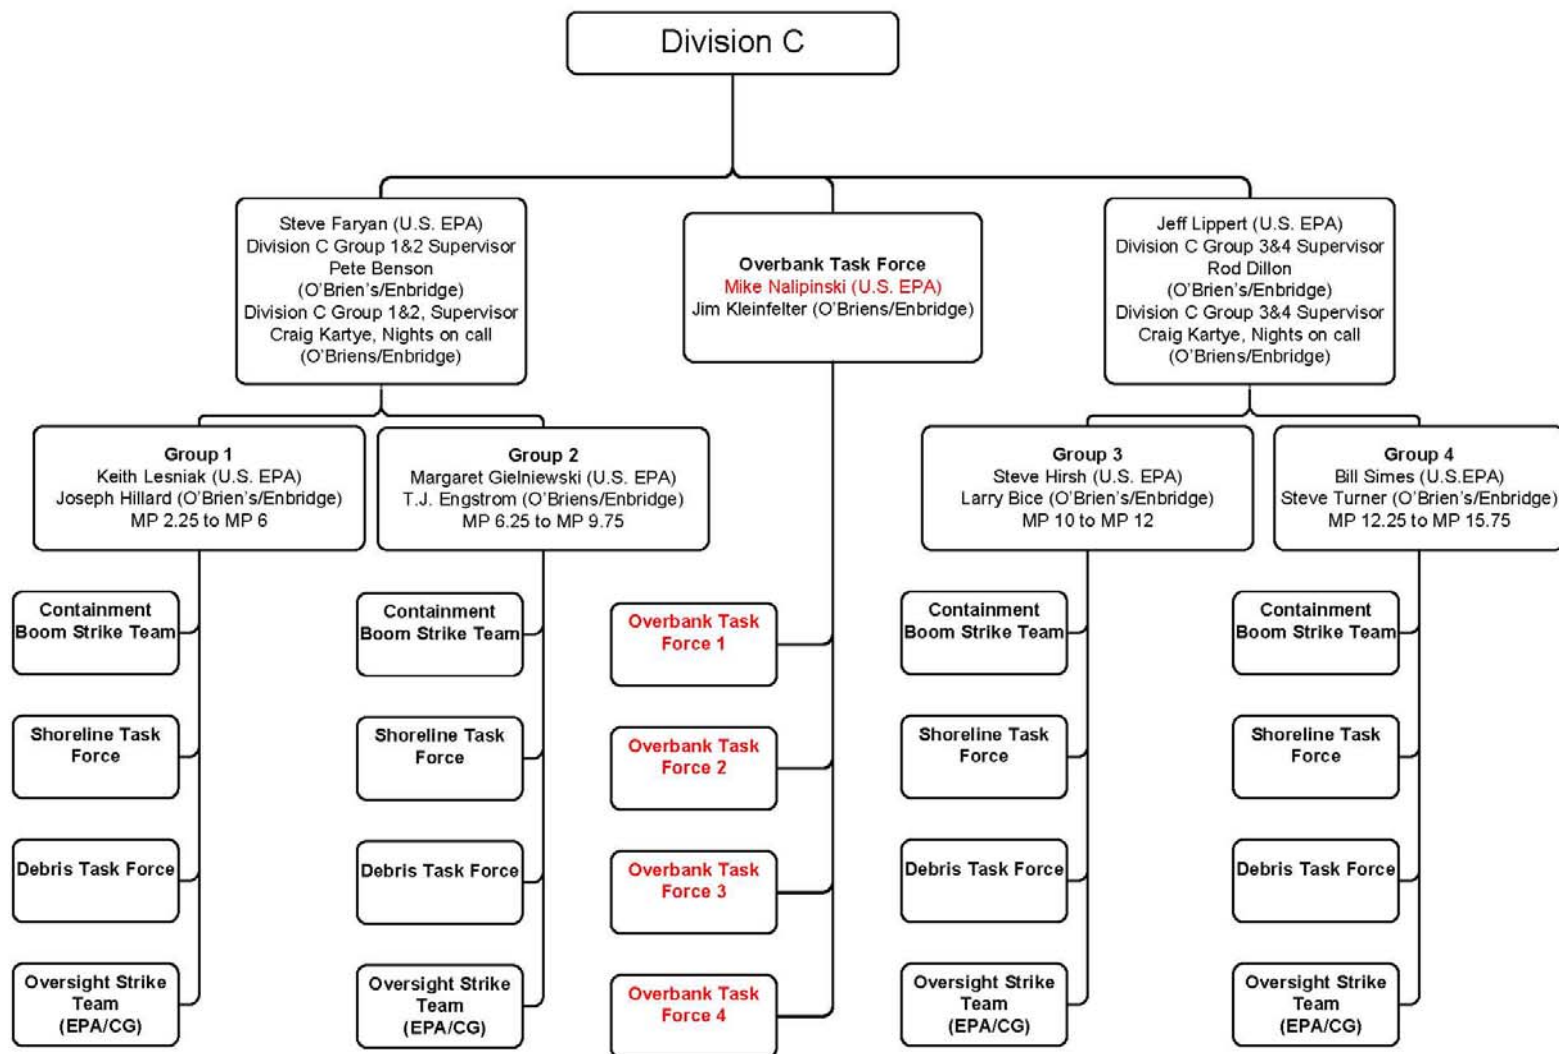 Division C
Steve Faryan (U.S. EPA)
Division C Group 1&2 Supervisor
Pete Benson
(O'Brien's/Enbridge)
Division C Group 1&2, Supervisor
Craig Kartye, Nights on call
(O'Briens/Enbridge)
Overbank Task Force
Mike Nalipinski (U.S. EPA)
Jim Kleinfelter (O'Briens/Enbridge)
Jeff Lippert (U.S. EPA)
Division C Group 3&4 Supervisor
Rod Dillon
(O'Brien's/Enbridge)
Division C Group 3&4 Supervisor
Craig Kartye, Nights on call
(O'Briens/Enbridge)
Group 1
Keith Lesniak (U.S. EPA)
Joseph Hillard (O'Brien's/Enbridge)
MP 2.25 to MP 6
Group 2
Margaret Gielniewski (U.S. EPA)
T.J. Engstrom (O'Briens/Enbridge)
MP 6.25 to MP 9.75
Group 3
Steve Hirsh (U.S. EPA)
Larry Bice (O'Brien's/Enbridge)
MP 10 to MP 12
Group 4
Bill Simes (U.S.EPA)
Steve Turner (O'Brien's/Enbridge)
MP 12.25 to MP 15.75
Containment
Boom Strike Team
Shoreline Task
Force
Debris Task Force
Oversight Strike
Team
(EPA/CG)
Containment
Boom Strike Team
Shoreline Task
Force
Debris Task Force
Oversight Strike
Team
(EPA/CG)
Overbank Task
Force 1
Overbank Task
Force 2
Overbank Task
Force 3
Overbank Task
Force 4
Containment
Boom Strike Team
Shoreline Task
Force
Debris Task Force
Oversight Strike
Team
(EPA/CG)
Containment
Boom Strike Team
Shoreline Task
Force
Debris Task Force
Oversight Strike
Team
(EPA/CG)